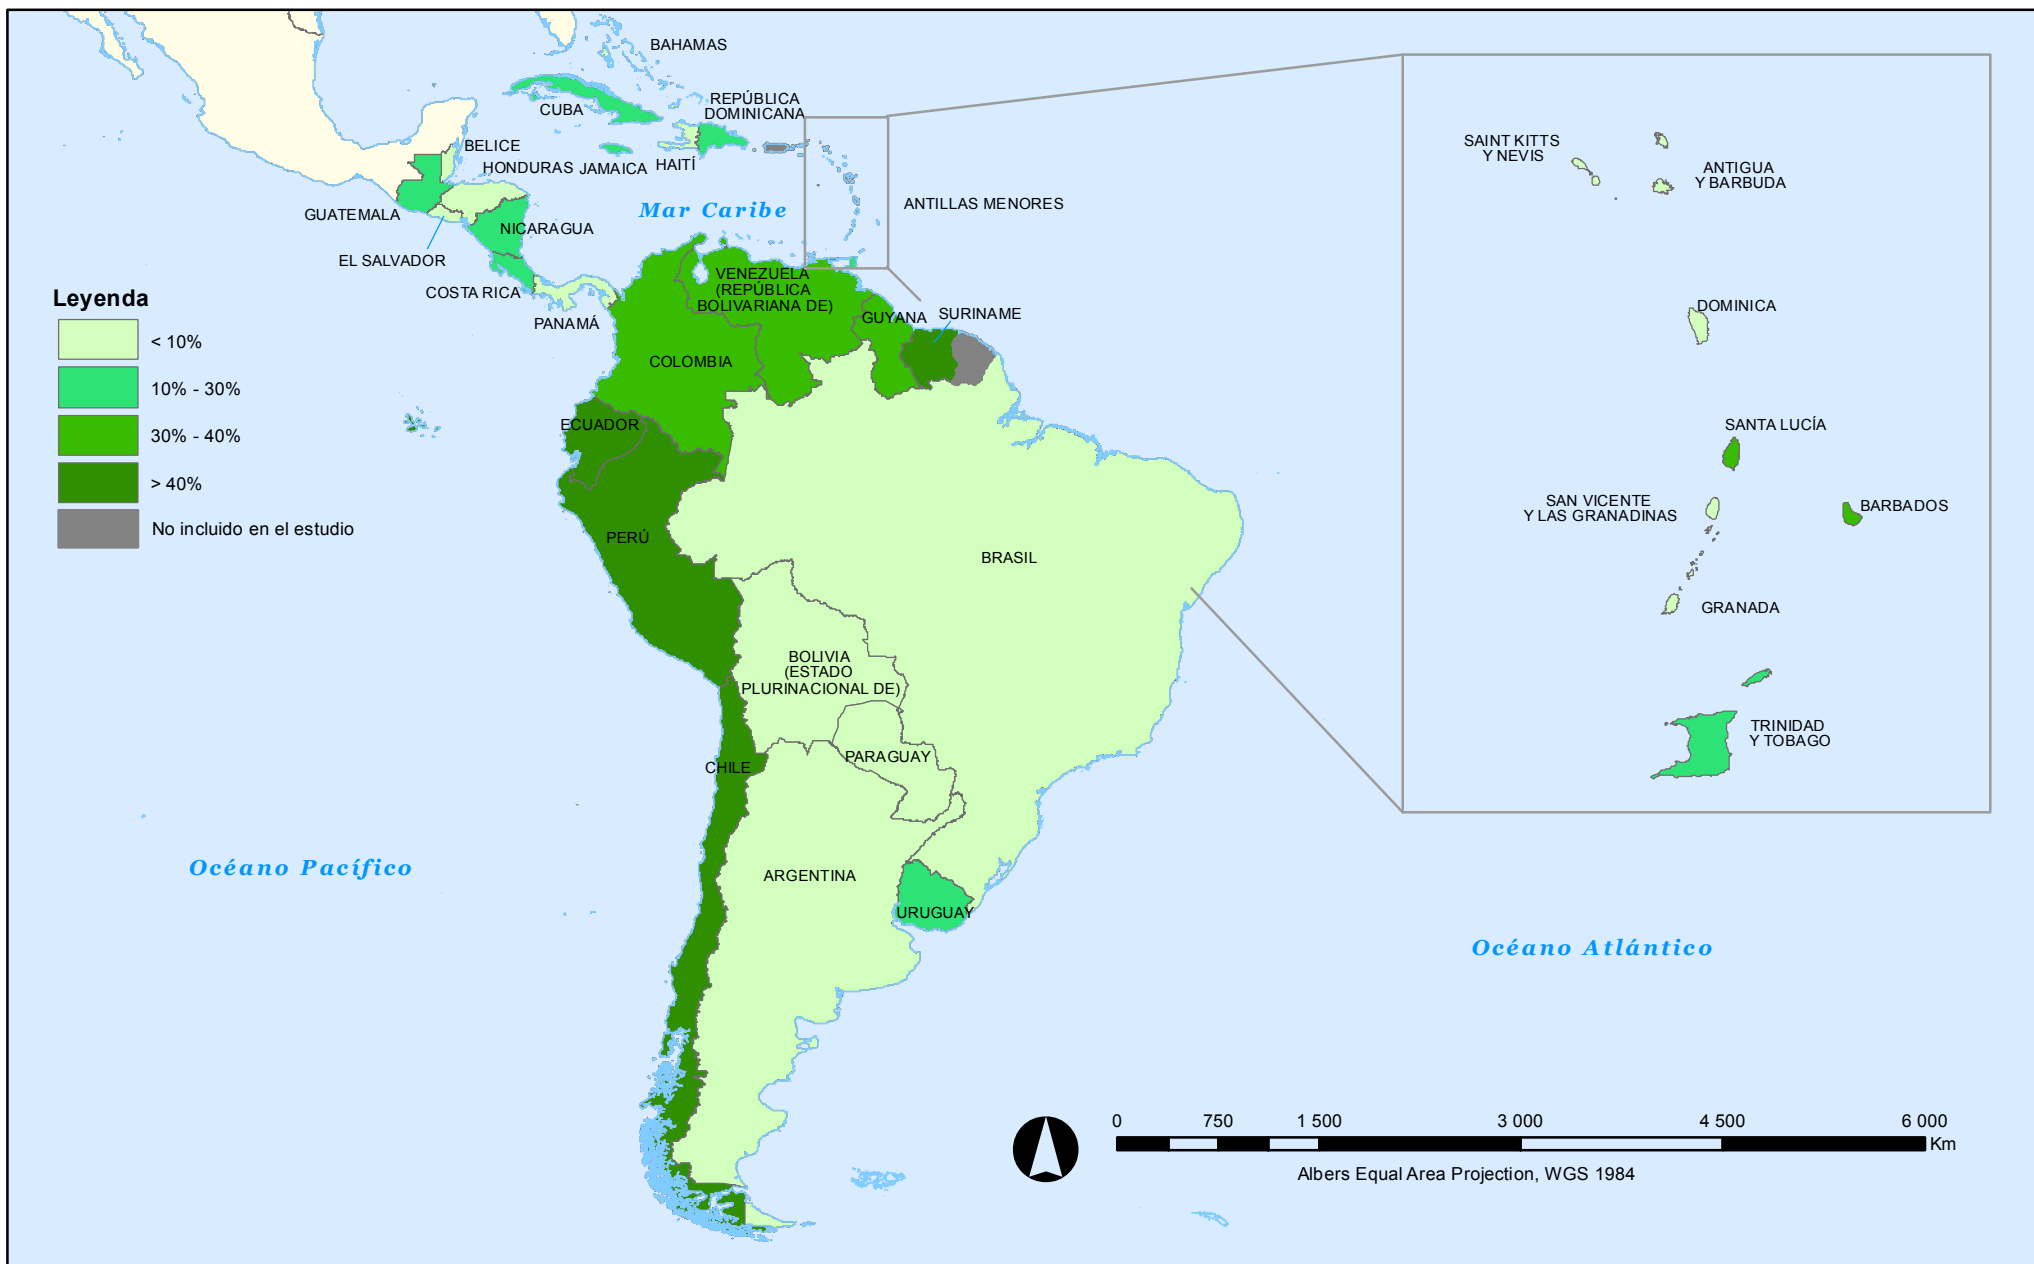 BAHAMAS
CUBA
REPÚBLICA
DOMINICANA
BELICE
HONDURAS
JAMAICA
HAITÍ
GUATEMALA
Mar Caribe
ANTILLAS MENORES
NICARAGUA
EL SALVADOR
COSTA RICA
PANAMÁ
VENEZUELA
(REPÚBLICA
BOLIVARIANA DE)
GUYANA
SURINAME
COLOMBIA
ECUADOR
PERÚ
BRASIL
BOLIVIA
(ESTADO
PLURINACIONAL DE)
PARAGUAY
CHILE
ARGENTINA
URUGUAY
Océano Pacífico
Océano Atlántico
Leyenda
< 10%
10% - 30%
30% - 40%
> 40%
No incluido en el estudio
SAINT KITTS
Y NEVIS
ANTIGUA
Y BARBUDA
DOMINICA
SANTA LUCÍA
SAN VICENTE
Y LAS GRANADINAS
BARBADOS
GRANADA
TRINIDAD
Y TOBAGO
0 750 1 500 3 000 4 500 6 000
Km
Albers Equal Area Projection, WGS 1984